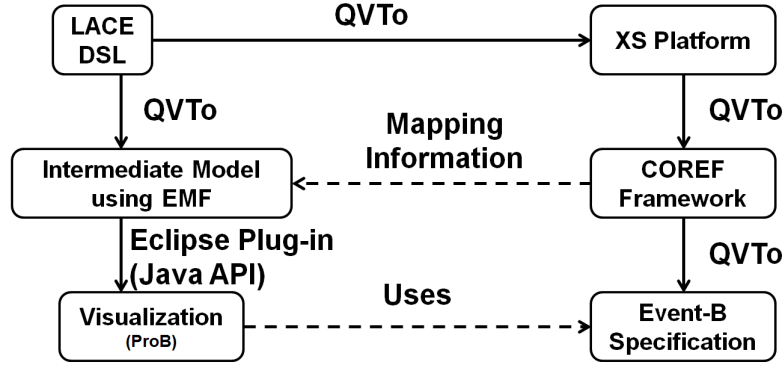 LACE
DSL
QVTo
XS Platform
QVTo
QVTo
Mapping
Information
Intermediate Model
using EMF
COREF
Framework
Eclipse Plug-in
(Java API)
QVTo
Visualization
(ProB)
Uses
Event-B
Specification